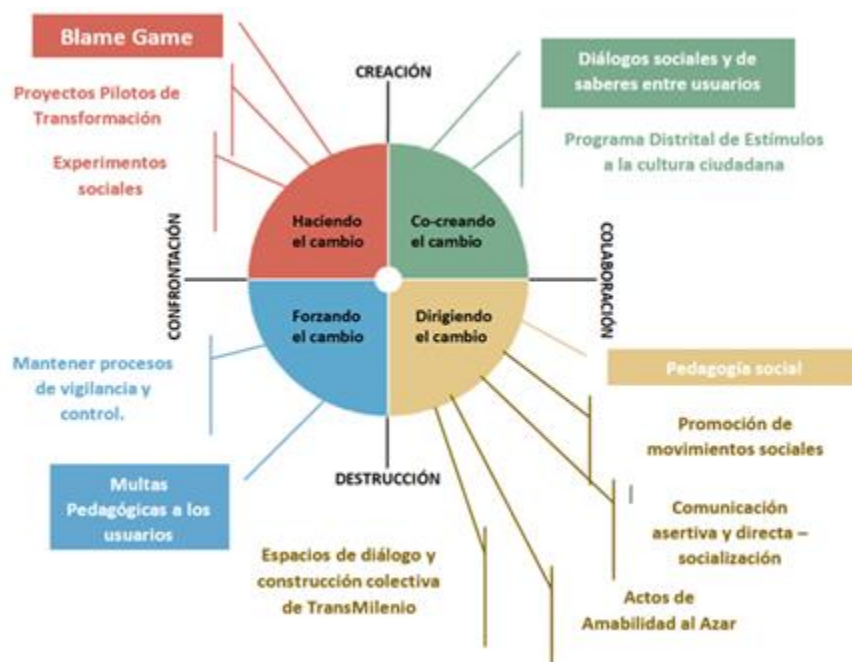 Blame Game
Proyectos Pilotos de
Transformación
Experimentos
sociales
CREACIÓN
Diálogos sociales y de
saberes entre usuarios
Programa Distrital de Estímulos
a la cultura ciudadana
Haciendo
el cambio
Co-creando
el cambio
CONFRONTACIÓN
COLABORACIÓN
Forzando
el cambio
Dirigiendo
el cambio
Mantener procesos
de vigilancia y
control.
Pedagogía social
Promoción de
movimientos sociales
DESTRUCCIÓN
Multas
Pedagógicas a los
usuarios
Comunicación
asertiva y directa –
socialización
Espacios de diálogo y
construcción colectiva
de TransMilenio
Actos de
Amabilidad al Azar